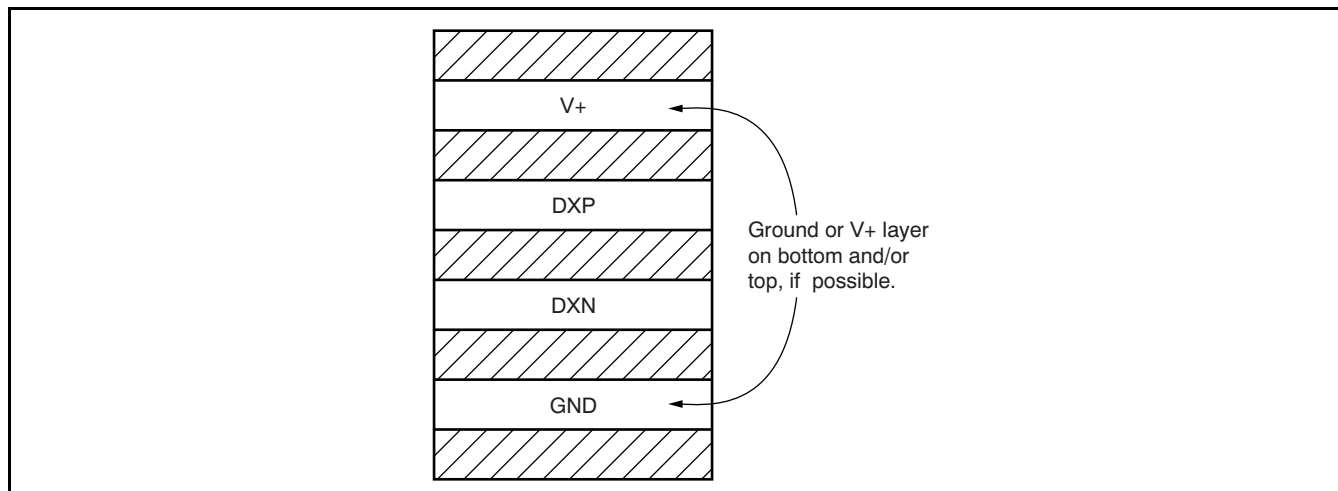 V+
DXP
Ground or V+ layer
on bottom and/or
top, if possible.
DXN
GND